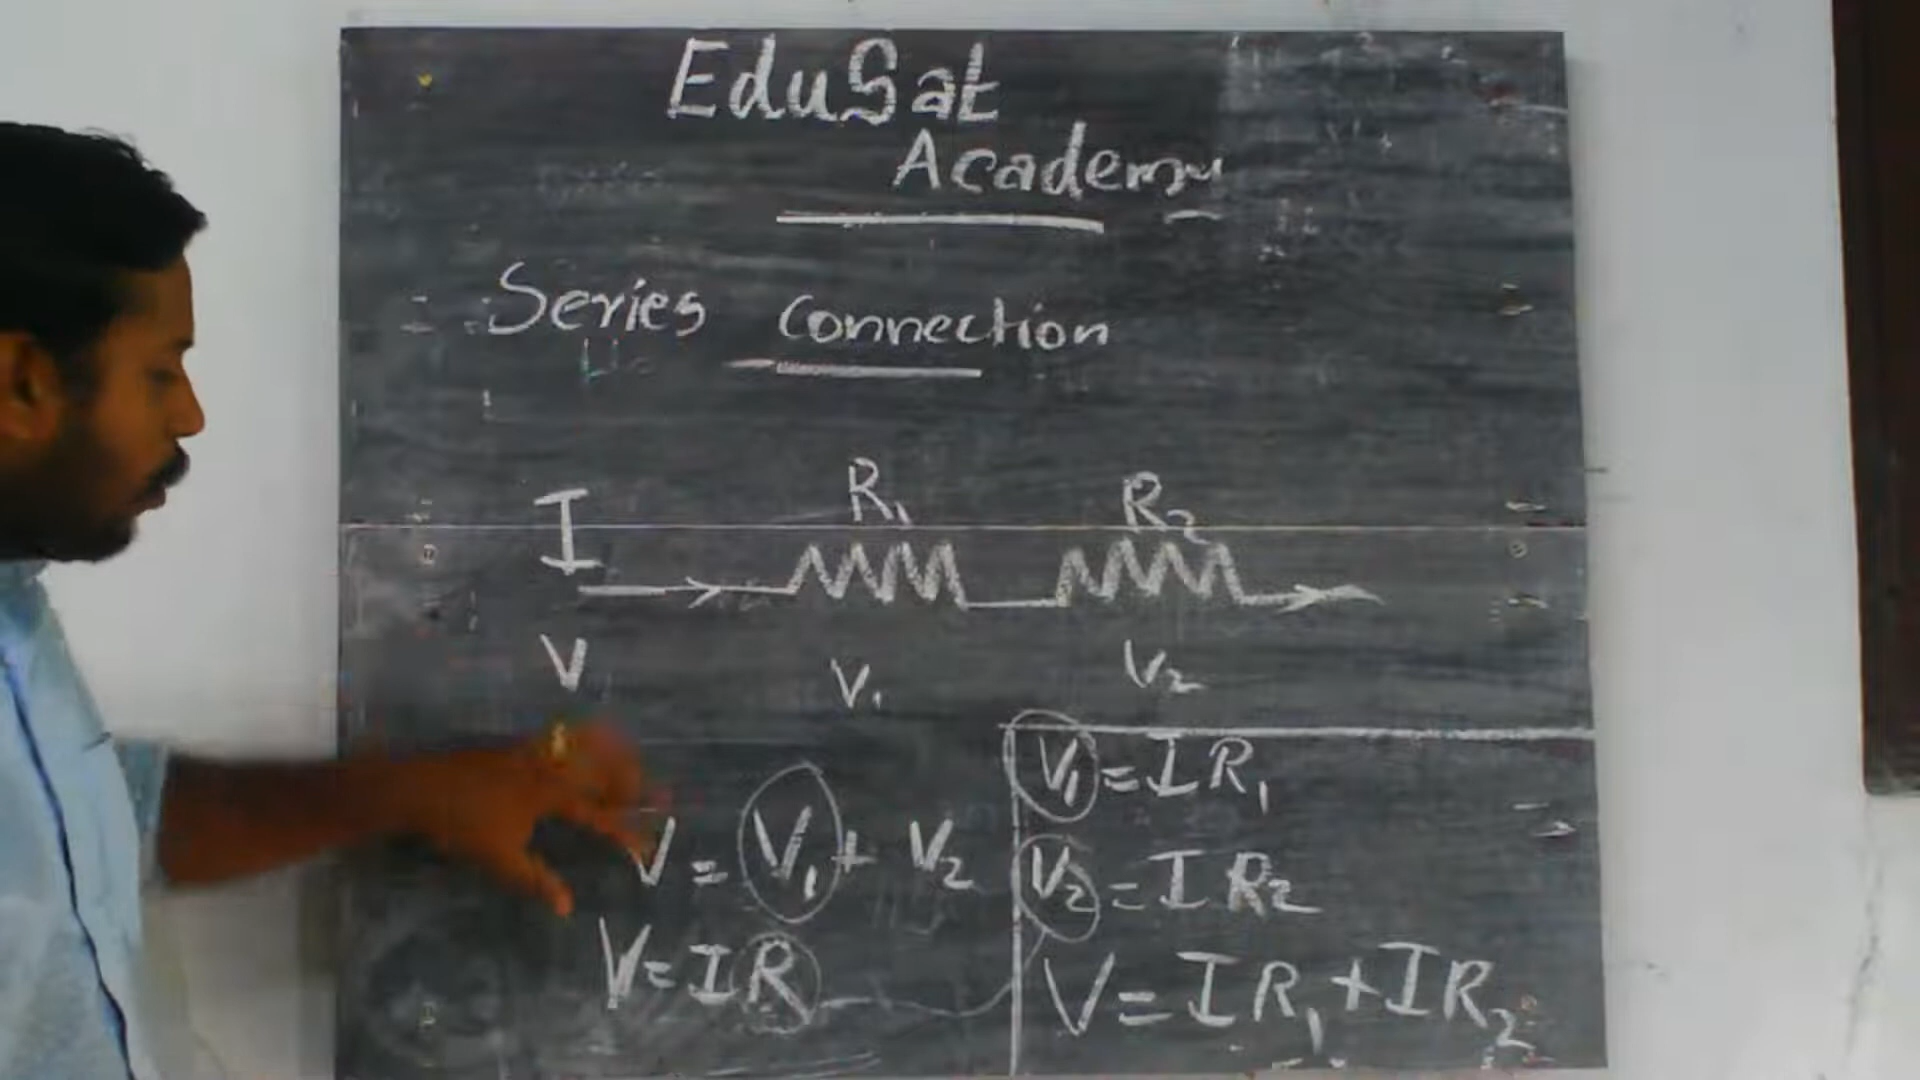 EduSat
Academy
Series Connection
I R₁ R₂
V V₁ V₂
V = V₁ + V₂
V = IR
V₁ = IR₁
V₂ = IR₂
V = IR₁ + IR₂